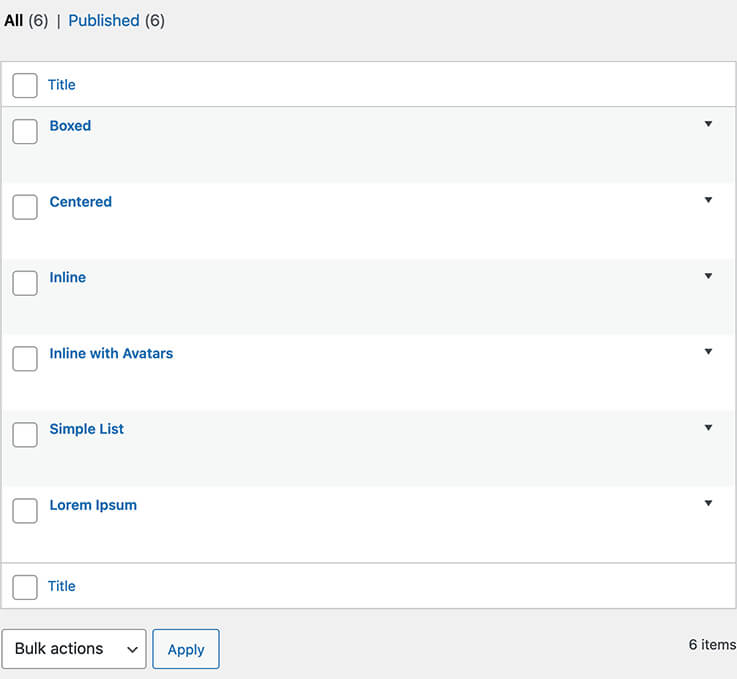 All (6) | Published (6)
Title
Boxed
Centered
Inline
Inline with Avatars
Simple List
Lorem Ipsum
Title
Bulk actions Apply 6 items